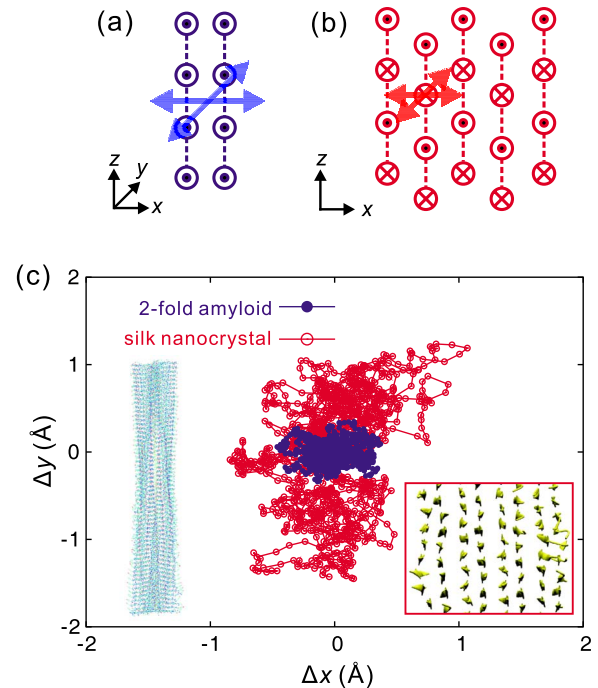 (a)
(b)
z
y
x
z
x
(c)
2-fold amyloid
silk nanocrystal
2
1
0
-1
-2
Δy (Å)
-2
-1
0
1
2
Δx (Å)